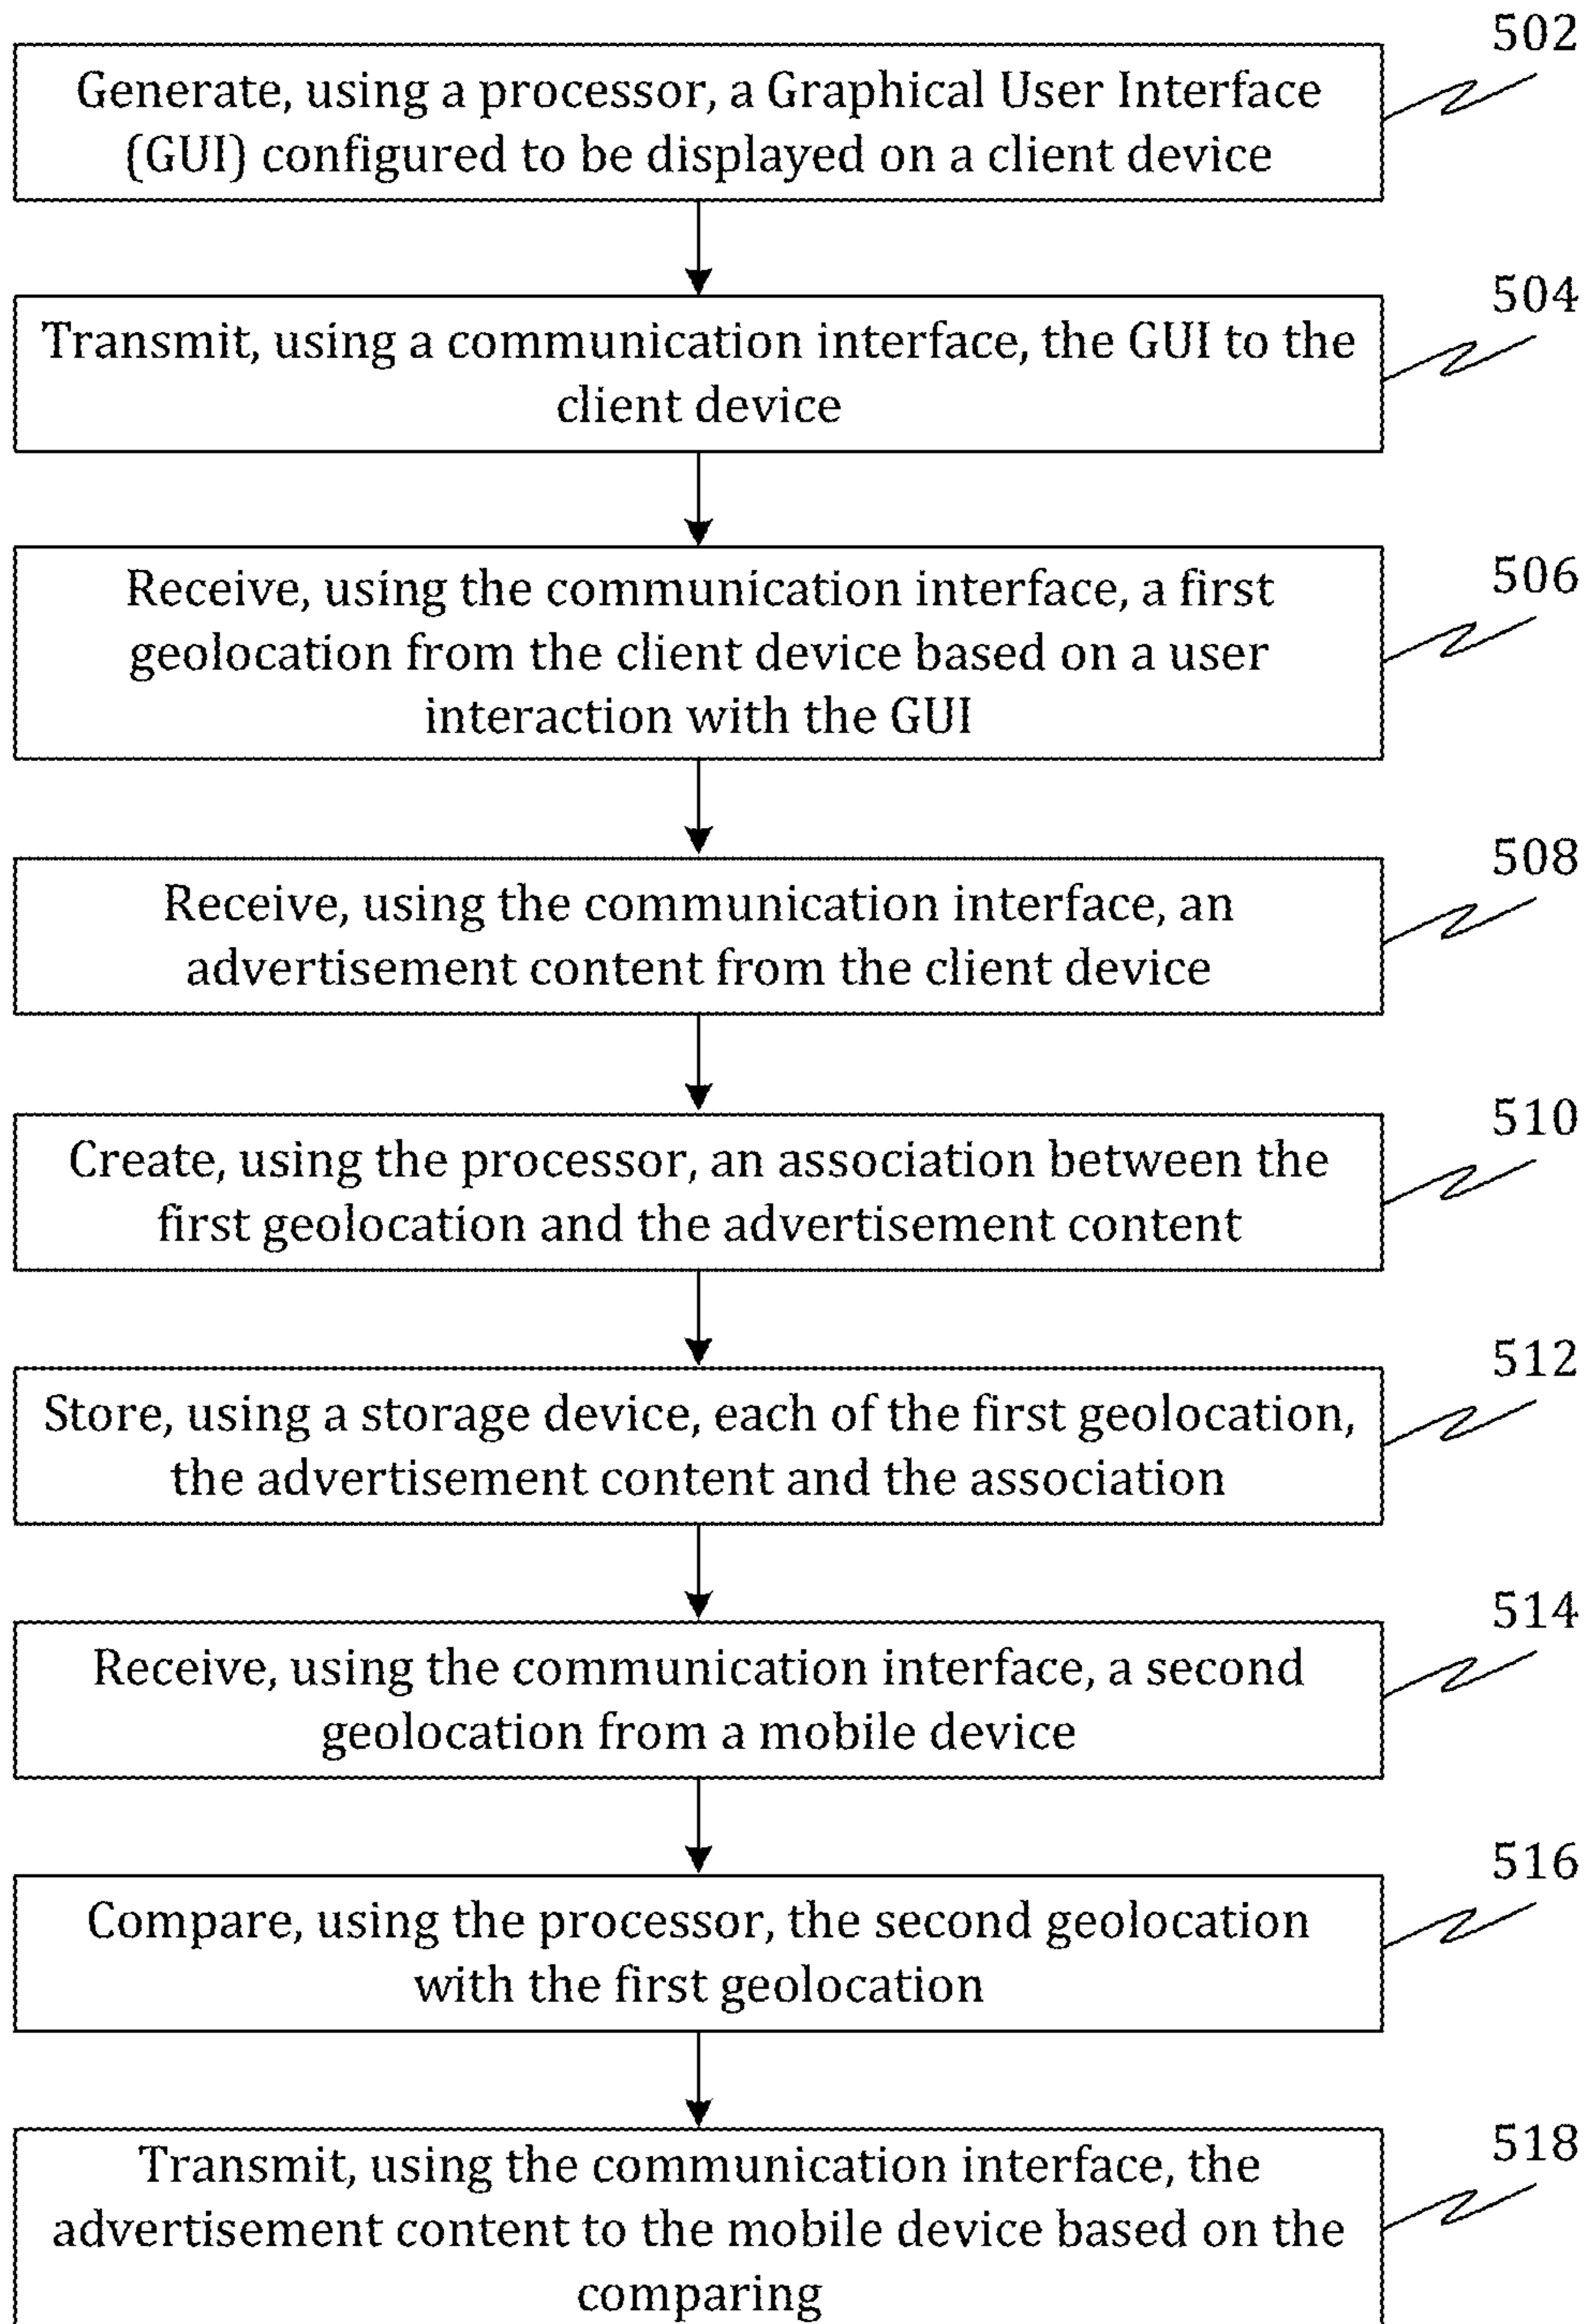 502
Generate, using a processor, a Graphical User Interface
(GUI) configured to be displayed on a client device
504
Transmit, using a communication interface, the GUI to the
client device
506
Receive, using the communication interface, a first
geolocation from the client device based on a user
interaction with the GUI
508
Receive, using the communication interface, an
advertisement content from the client device
510
Create, using the processor, an association between the
first geolocation and the advertisement content
512
Store, using a storage device, each of the first geolocation,
the advertisement content and the association
514
Receive, using the communication interface, a second
geolocation from a mobile device
516
Compare, using the processor, the second geolocation
with the first geolocation
518
Transmit, using the communication interface, the
advertisement content to the mobile device based on the
comparing